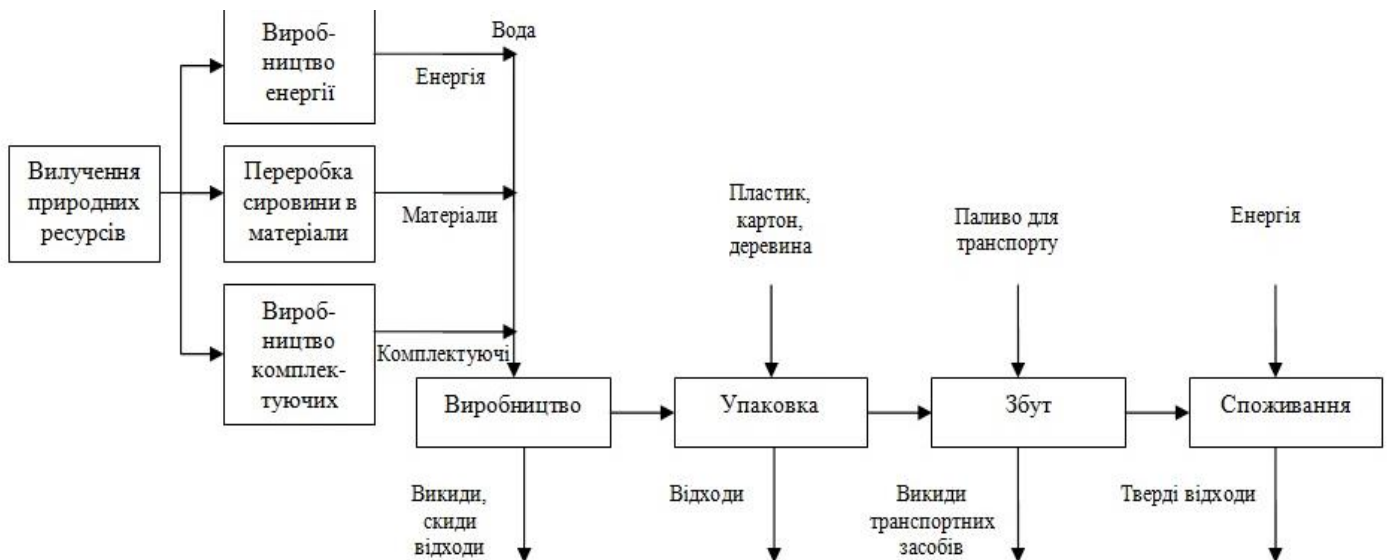 Вироб-
ництво
енергії
Вода
Енергія
Вилучення
природних
ресурсів
Переробка
сировини в
матеріали
Матеріали
Вироб-
ництво
комплек-
туючих
Комплектуючі
Пластик,
картон,
деревина
Паливо для
транспорту
Енергія
Виробництво
Упаковка
Збут
Споживання
Викиди,
скиди
відходи
Відходи
Викиди
транспортних
засобів
Тверді відходи